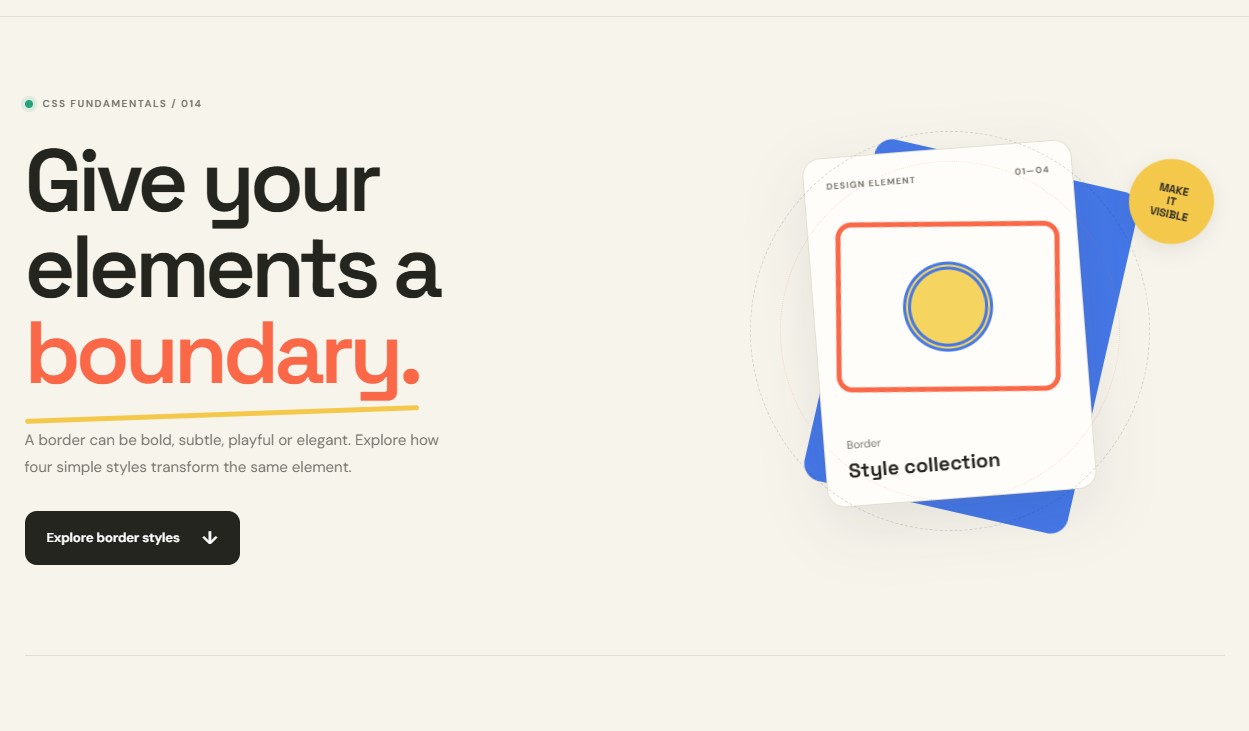 CSS FUNDAMENTALS / 014
Give your
elements a
boundary.
A border can be bold, subtle, playful or elegant. Explore how
four simple styles transform the same element.
Explore border styles
DESIGN ELEMENT
01—04
Border
Style collection
MAKE
IT
VISIBLE